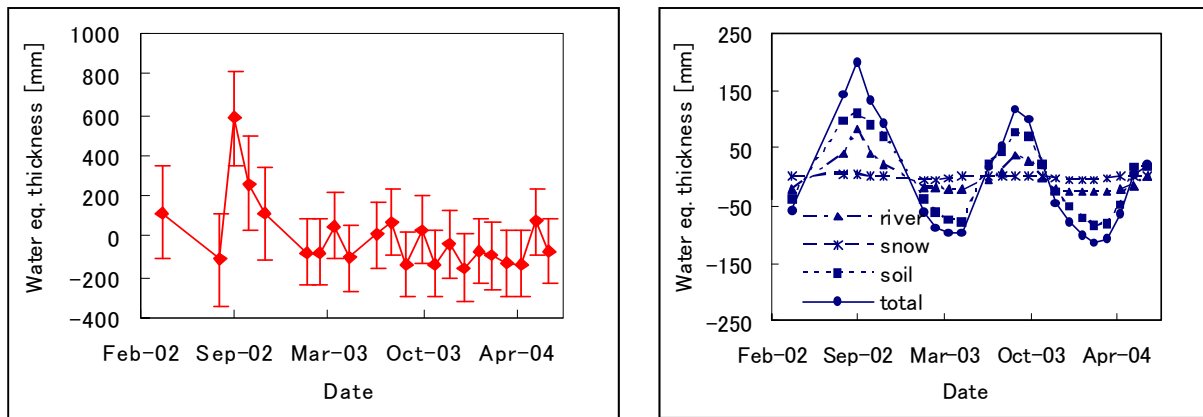 1000
800
600
400
200
0
-200
-400
Water eq. thickness [mm]
Feb-02 Sep-02 Mar-03 Oct-03 Apr-04
Date
250
150
50
-50
-150
-250
Water eq. thickness [mm]
river
snow
soil
total
Feb-02 Sep-02 Mar-03 Oct-03 Apr-04
Date